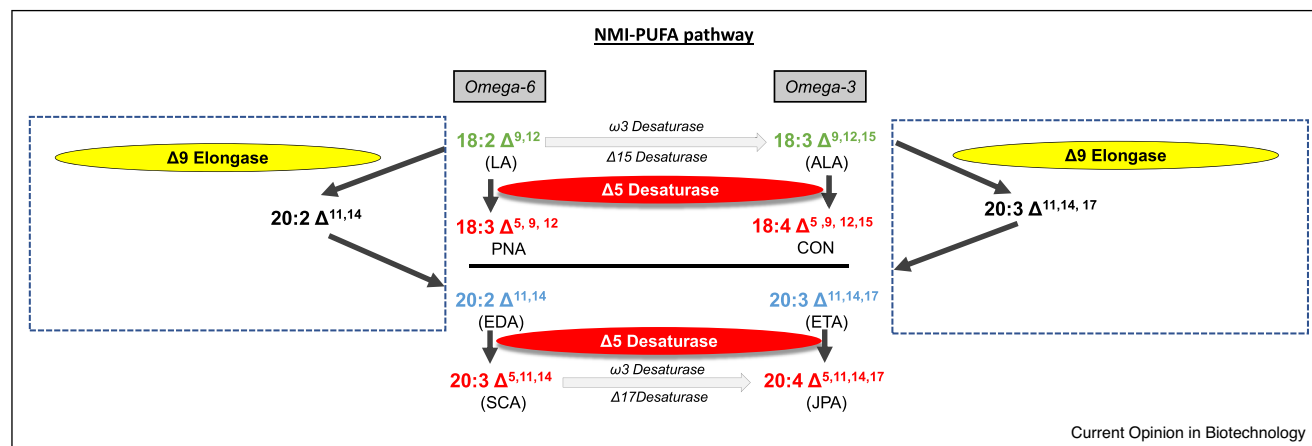 NMI-PUFA pathway
Omega-6
Omega-3
Δ9 Elongase
20:2 Δ11,14
18:2 Δ9,12
(LA)
ω3 Desaturase
Δ15 Desaturase
18:3 Δ9,12,15
(ALA)
Δ5 Desaturase
18:3 Δ5, 9, 12
PNA
18:4 Δ5 ,9, 12,15
CON
Δ9 Elongase
20:3 Δ11,14, 17
20:2 Δ11,14
(EDA)
20:3 Δ11,14,17
(ETA)
Δ5 Desaturase
20:3 Δ5,11,14
(SCA)
ω3 Desaturase
Δ17Desaturase
20:4 Δ5,11,14,17
(JPA)
Current Opinion in Biotechnology